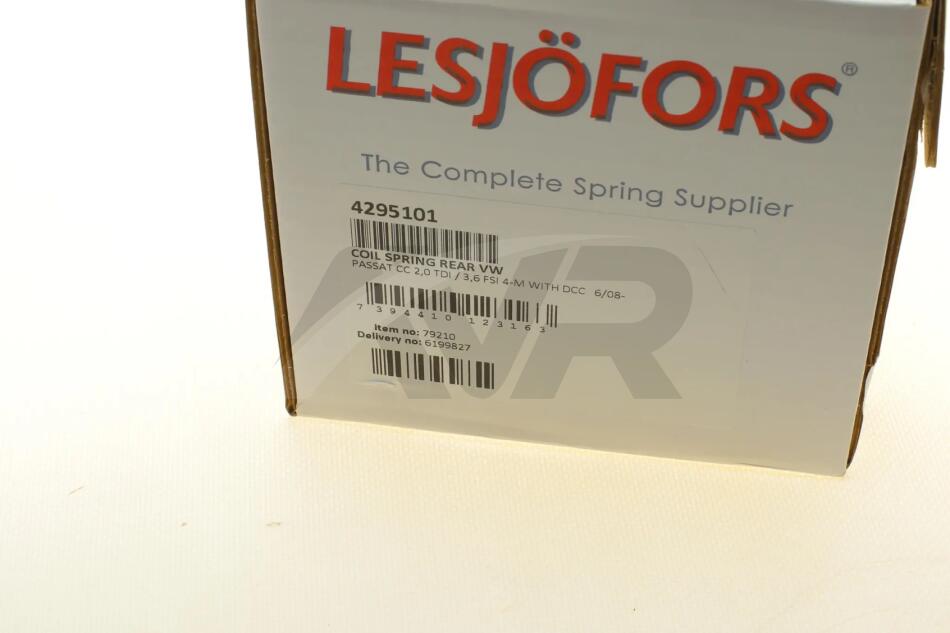 LESJÖFORS®
The Complete Spring Supplier
4295101
COIL SPRING REAR VW
PASSAT CC 2,0 TDI / 3,6 FSI 4-M WITH DCC 6/08-
7 394410 123163
Item no: 79210
Delivery no: 6199827
AVR